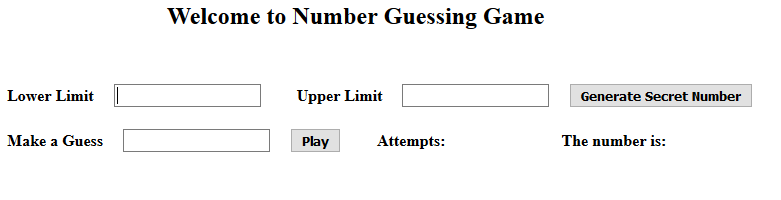 Welcome to Number Guessing Game
Lower Limit Upper Limit Generate Secret Number
Make a Guess Play Attempts: The number is: